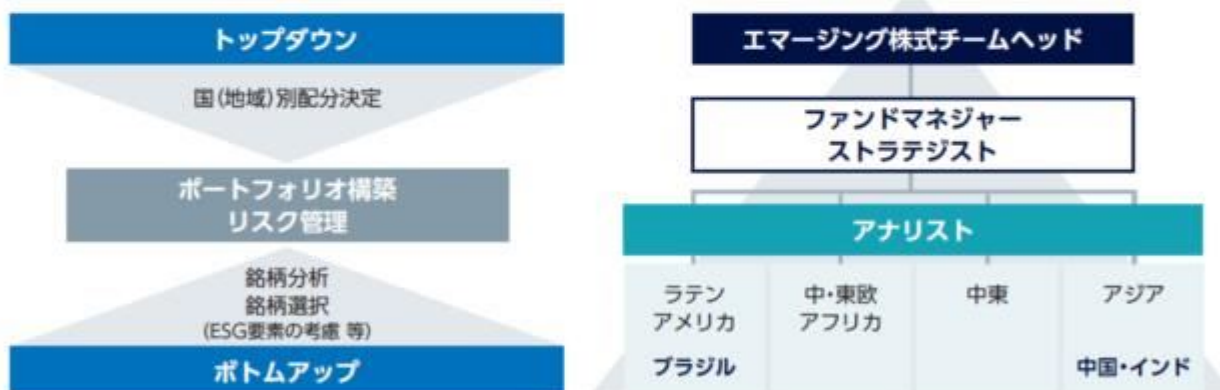 トップダウン
国(地域)別配分決定
ポートフォリオ構築
リスク管理
銘柄分析
銘柄選択
(ESG要素の考慮 等)
ボトムアップ
エマージング株式チームヘッド
ファンドマネジャー
ストラテジスト
アナリスト
ラテン
アメリカ
ブラジル
中・東欧
アフリカ
中東
アジア
中国・インド